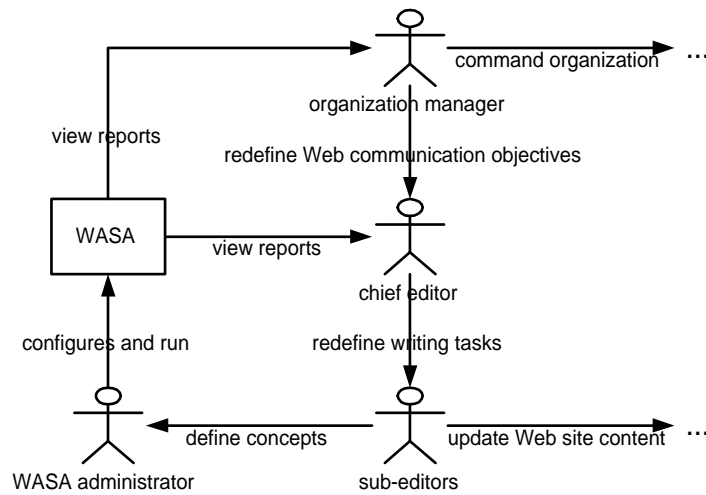 command organization
...
organization manager
view reports
redefine Web communication objectives
WASA
view reports
chief editor
configures and run
redefine writing tasks
define concepts
update Web site content
...
WASA administrator
sub-editors